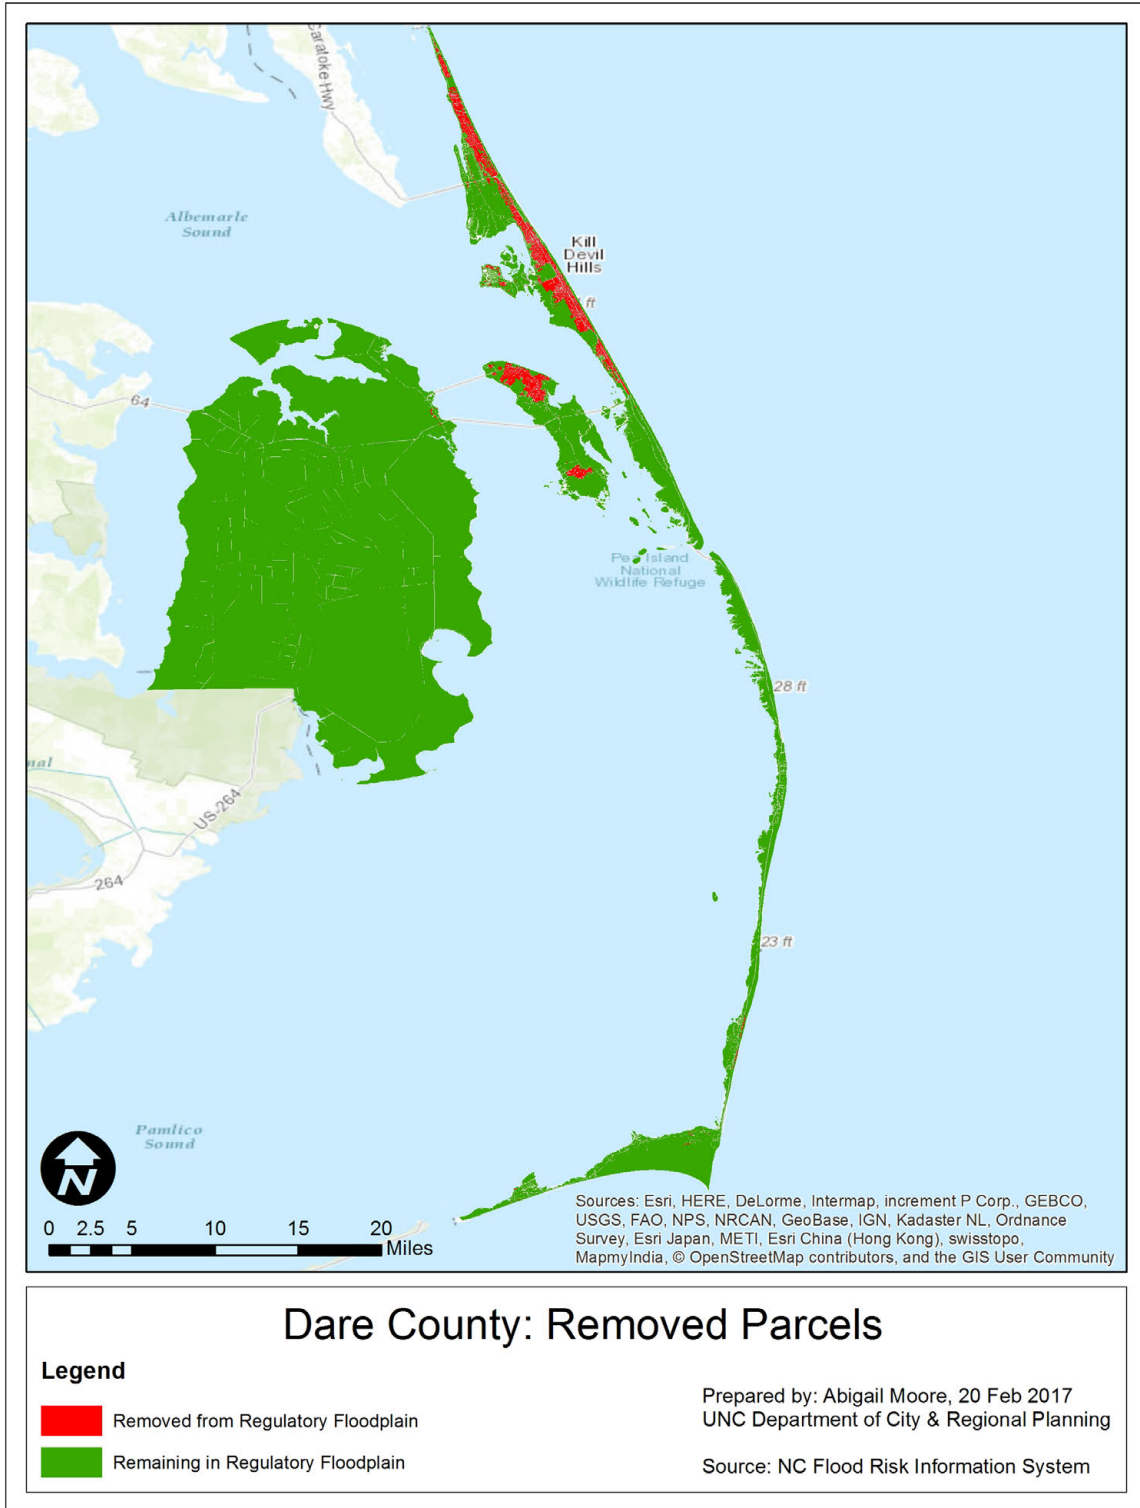 Caratoke-Hwy
Albemarle
Sound
Kill
Devil
Hills
ft
64
Pea Island
National
Wildlife Refuge
28 ft
nal
US-264
264
23 ft
Pamlico
Sound
N
0 2.5 5 10 15 20
Miles
Sources: Esri, HERE, DeLorme, Intermap, increment P Corp., GEBCO,
USGS, FAO, NPS, NRCAN, GeoBase, IGN, Kadaster NL, Ordnance
Survey, Esri Japan, METI, Esri China (Hong Kong), swisstopo,
MapmyIndia, © OpenStreetMap contributors, and the GIS User Community
Dare County: Removed Parcels
Legend
Removed from Regulatory Floodplain
Remaining in Regulatory Floodplain
Prepared by: Abigail Moore, 20 Feb 2017
UNC Department of City & Regional Planning
Source: NC Flood Risk Information System